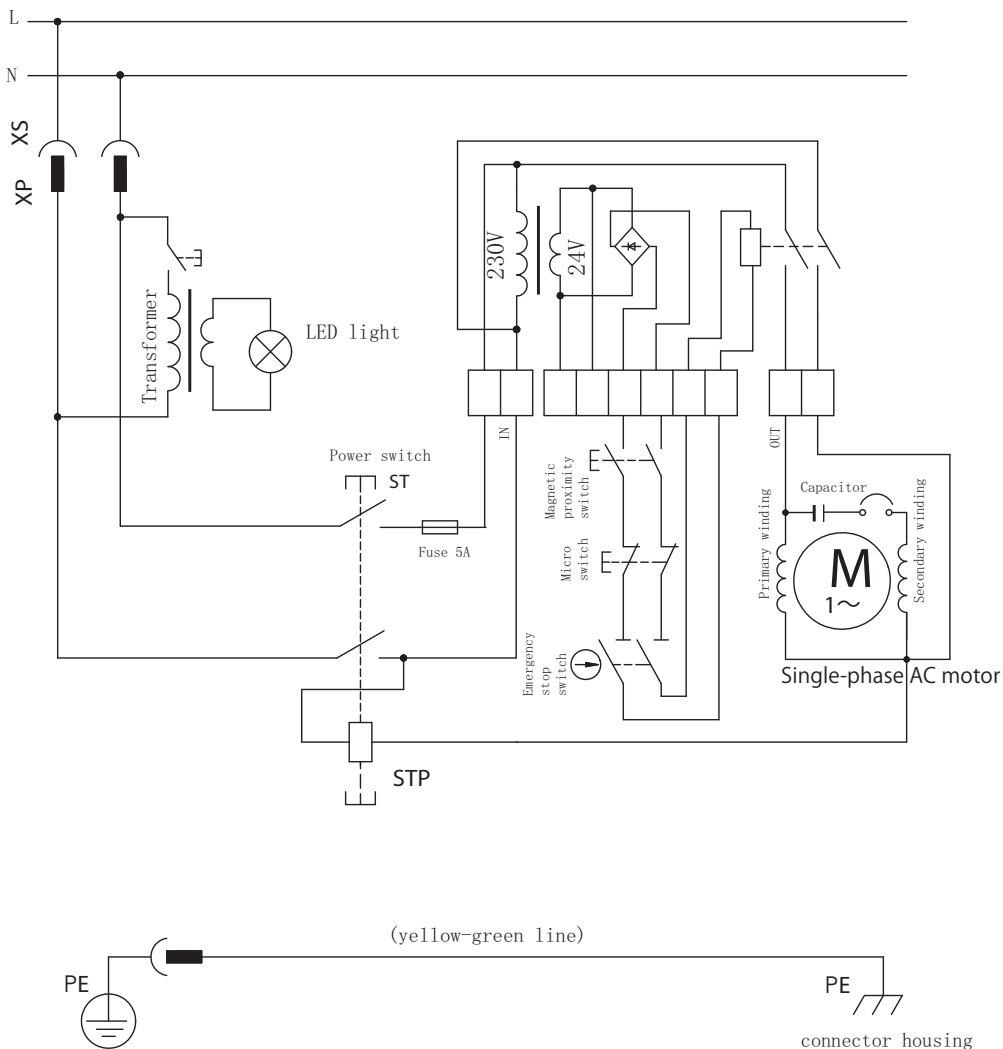 L
N
XS
XP
230V
24V
Transformer
LED light
IN
OUT
Power switch
ST
Fuse 5A
Magnetic
proximity
switch
Micro
switch
Emergency
stop
switch
Capacitor
Primary winding
Secondary winding
M
1～
Single-phase AC motor
STP
(yellow-green line)
PE
PE
connector housing